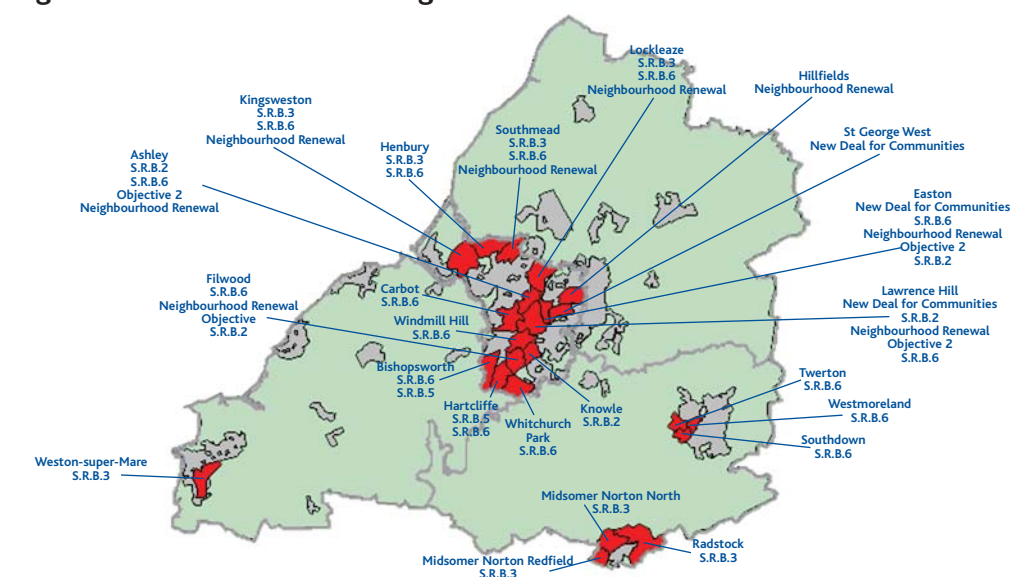 Lockleaze
S.R.B.3
S.R.B.6
Neighbourhood Renewal
Hillfields
Neighbourhood Renewal
Kingsweston
S.R.B.3
S.R.B.6
Neighbourhood Renewal
Southmead
S.R.B.3
S.R.B.6
Neighbourhood Renewal
St George West
New Deal for Communities
Henbury
S.R.B.3
S.R.B.6
Ashley
S.R.B.2
S.R.B.6
Objective 2
Neighbourhood Renewal
Easton
New Deal for Communities
S.R.B.6
Neighbourhood Renewal
Objective 2
S.R.B.2
Filwood
S.R.B.6
Neighbourhood Renewal
Objective
S.R.B.2
Carbot
S.R.B.6
Lawrence Hill
New Deal for Communities
S.R.B.2
Neighbourhood Renewal
Objective 2
S.R.B.6
Windmill Hill
S.R.B.6
Bishopsworth
S.R.B.6
S.R.B.5
Twerton
S.R.B.6
Hartcliffe
S.R.B.5
S.R.B.6
Whitchurch
Park
S.R.B.6
Knowle
S.R.B.2
Westmoreland
S.R.B.6
Southdown
S.R.B.6
Weston-super-Mare
S.R.B.3
Midsomer Norton North
S.R.B.3
Radstock
S.R.B.3
Midsomer Norton Redfield
S.R.B.3